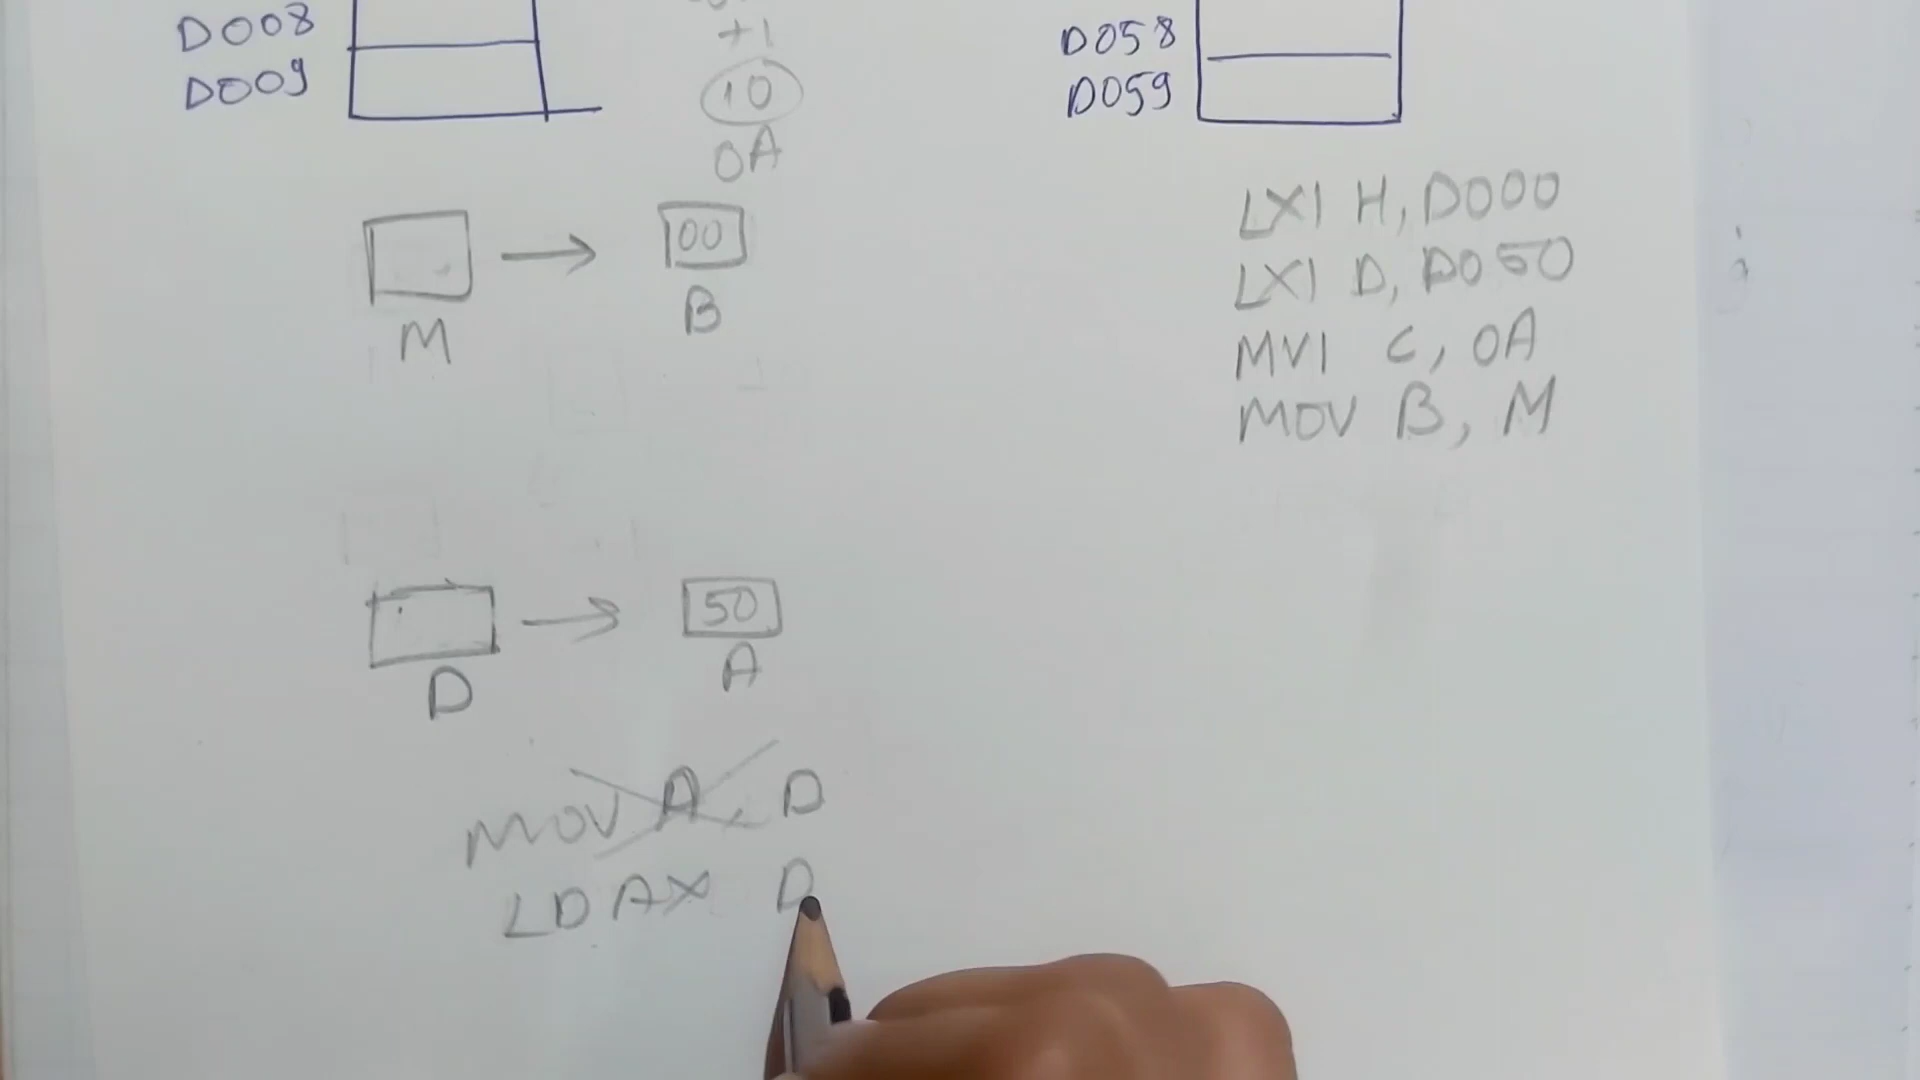 D008
D009
+1
10
0A
D058
D059
M
00
B
LXI H, D000
LXI D, D050
MVI C, 0A
MOV B, M
D
50
A
MOV A, D
LDAX D